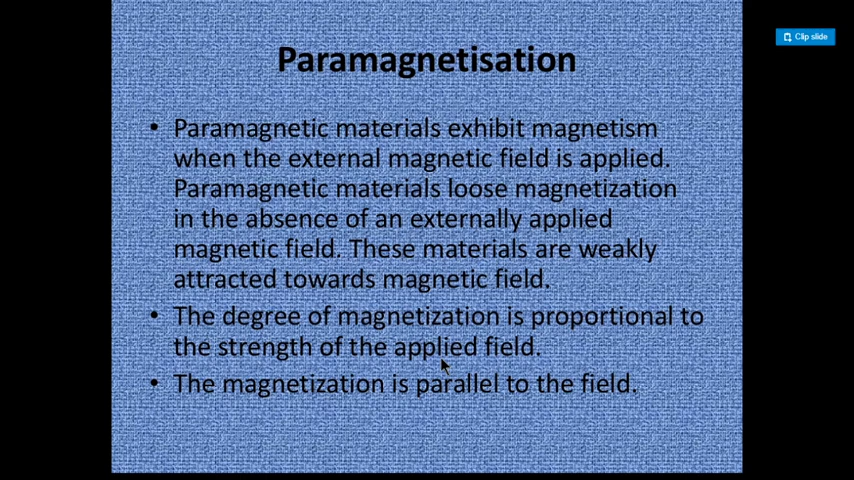 Clip slide
Paramagnetisation
• Paramagnetic materials exhibit magnetism
when the external magnetic field is applied.
Paramagnetic materials loose magnetization
in the absence of an externally applied
magnetic field. These materials are weakly
attracted towards magnetic field.
• The degree of magnetization is proportional to
the strength of the applied field.
• The magnetization is parallel to the field.